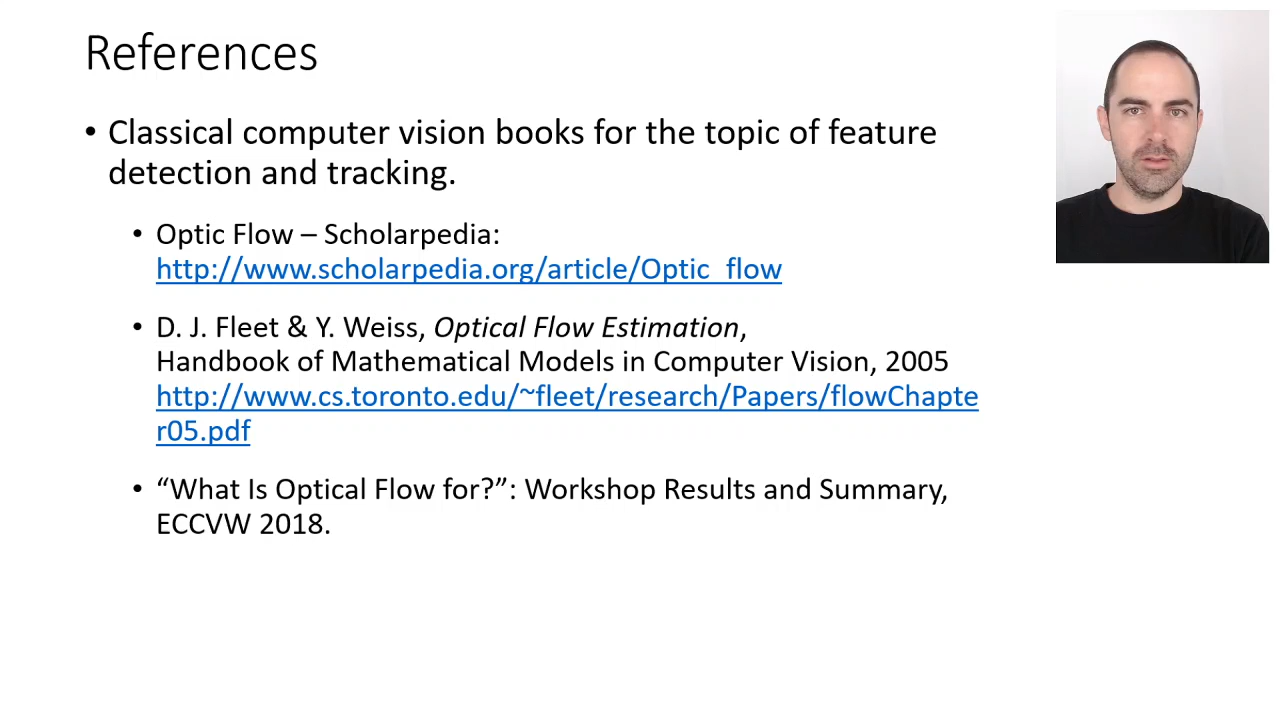 References
• Classical computer vision books for the topic of feature
detection and tracking.
• Optic Flow – Scholarpedia:
http://www.scholarpedia.org/article/Optic_flow
• D. J. Fleet & Y. Weiss, Optical Flow Estimation,
Handbook of Mathematical Models in Computer Vision, 2005
http://www.cs.toronto.edu/~fleet/research/Papers/flowChapte
r05.pdf
• “What Is Optical Flow for?”: Workshop Results and Summary,
ECCVW 2018.